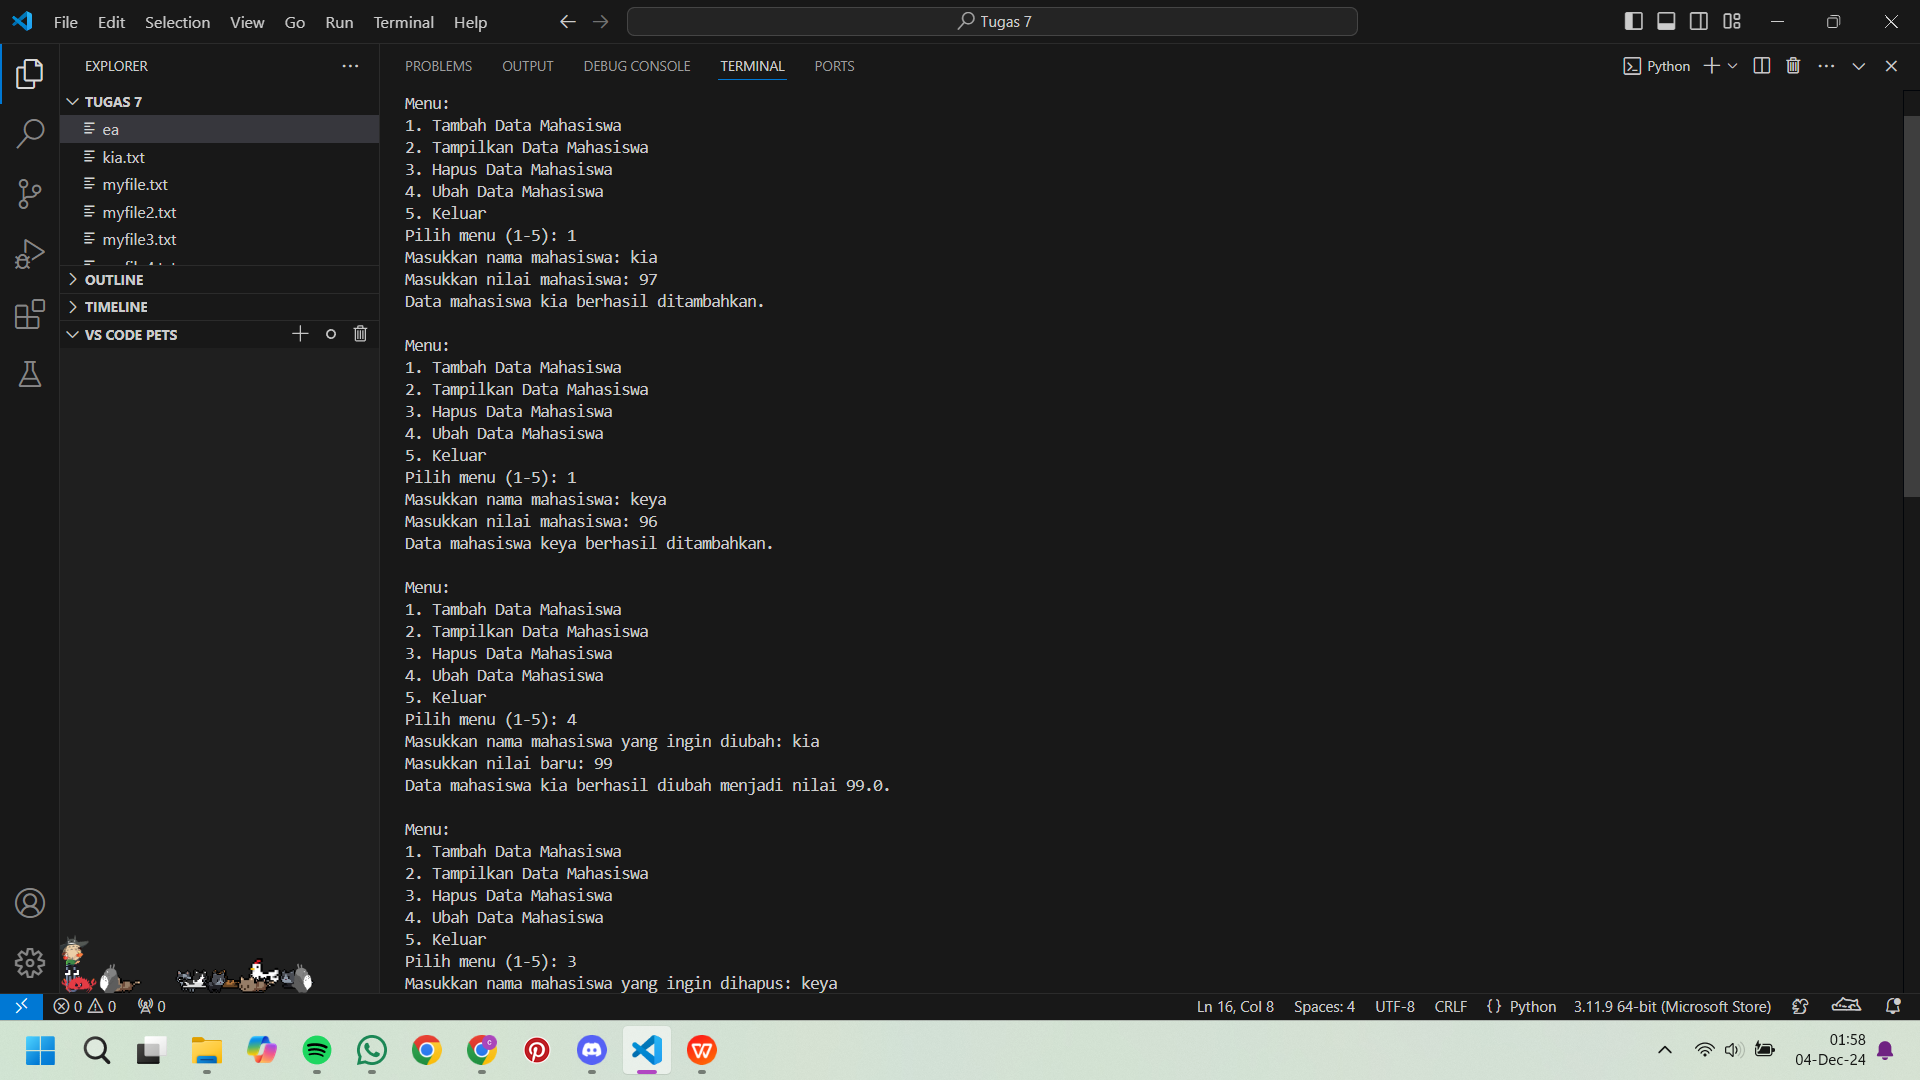 File Edit Selection View Go Run Terminal Help
Tugas 7
EXPLORER
PROBLEMS OUTPUT DEBUG CONSOLE TERMINAL PORTS
Python
TUGAS 7
ea
kia.txt
myfile.txt
myfile2.txt
myfile3.txt
OUTLINE
TIMELINE
VS CODE PETS
Menu:
1. Tambah Data Mahasiswa
2. Tampilkan Data Mahasiswa
3. Hapus Data Mahasiswa
4. Ubah Data Mahasiswa
5. Keluar
Pilih menu (1-5): 1
Masukkan nama mahasiswa: kia
Masukkan nilai mahasiswa: 97
Data mahasiswa kia berhasil ditambahkan.
Menu:
1. Tambah Data Mahasiswa
2. Tampilkan Data Mahasiswa
3. Hapus Data Mahasiswa
4. Ubah Data Mahasiswa
5. Keluar
Pilih menu (1-5): 1
Masukkan nama mahasiswa: keya
Masukkan nilai mahasiswa: 96
Data mahasiswa keya berhasil ditambahkan.
Menu:
1. Tambah Data Mahasiswa
2. Tampilkan Data Mahasiswa
3. Hapus Data Mahasiswa
4. Ubah Data Mahasiswa
5. Keluar
Pilih menu (1-5): 4
Masukkan nama mahasiswa yang ingin diubah: kia
Masukkan nilai baru: 99
Data mahasiswa kia berhasil diubah menjadi nilai 99.0.
Menu:
1. Tambah Data Mahasiswa
2. Tampilkan Data Mahasiswa
3. Hapus Data Mahasiswa
4. Ubah Data Mahasiswa
5. Keluar
Pilih menu (1-5): 3
Masukkan nama mahasiswa yang ingin dihapus: keya
0 0 0
Ln 16, Col 8 Spaces: 4 UTF-8 CRLF {} Python 3.11.9 64-bit (Microsoft Store)
01:58
04-Dec-24